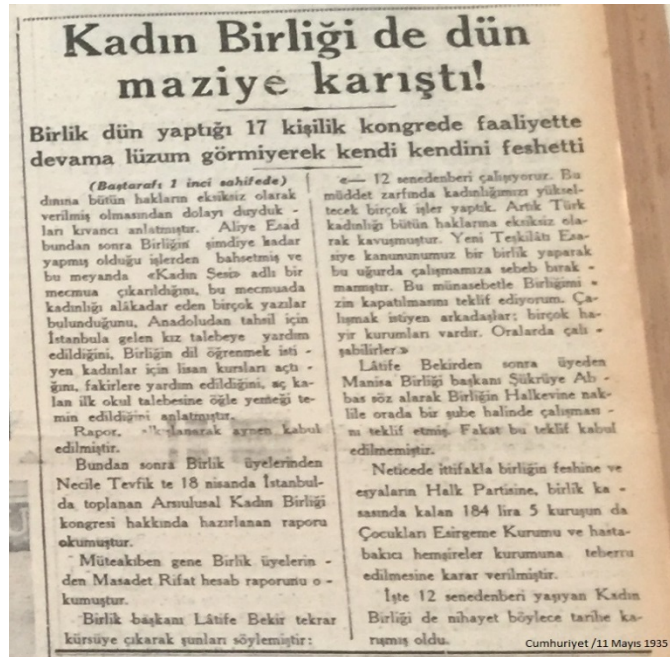 Kadın Birliği de dün
maziye karıştı!
Birlik dün yaptığı 17 kişilik kongrede faaliyette
devama lüzum görmiyerek kendi kendini feshetti
(Baştarafı 1 inci sahifede)
dınına bütün hakların eksiksiz olarak
verilmiş olmasından dolayı duyduk -
ları kıvancı anlatmıştır. Aliye Esad
bundan sonra Birliğin şimdiye kadar
yapmış olduğu işlerden bahsetmiş ve
bu meyanda «Kadın Sesi» adlı bir
mecmua çıkarıldığını, bu mecmuada
kadınlığı alâkadar eden birçok yazılar
bulunduğunu, Anadoludan tahsil için
İstanbula gelen kız talebeye yardım
edildiğini, Birliğin dil öğrenmek isti -
yen kadınlar için lisan kursları açtı -
ğını, fakirlere yardım edildiğini, aç ka-
lan ilk okul talebesine öğle yemeği te-
min edildiğini anlatmıştır.
Rapor, aynen kabul
edilmiştir.
Bundan sonra Birlik üyelerinden
Necile Tevfik te 18 nisanda İstanbul-
da toplanan Arsıulusal Kadın Birliği
kongresi hakkında hazırlanan raporu
okumuştur.
Müteakıben gene Birlik üyelerin -
den Masadet Rifat hesab raporunu o -
kumuştur.
Birlik başkanı Lâtife Bekir tekrar
kürsüye çıkarak şunları söylemiştir:
«— 12 senedenberi çalışıyoruz. Bu
müddet zarfında kadınlığımızı yüksel-
tecek birçok işler yaptık. Artık Türk
kadınlığı bütün haklarına eksiksiz ola-
rak kavuşmuştur. Yeni Teşkilâtı Esa-
siye kanunumuz bir birlik yaparak
bu uğurda çalışmamıza sebeb bırak -
mamıştır. Bu münasebetle Birliğimi -
zin kapatılmasını teklif ediyorum. Ça-
lışmak istiyen arkadaşlar; birçok ha-
yir kurumları vardır. Oralarda çalı -
şabilirler.»
Lâtife Bekirden sonra üyeden
Manisa Birliği başkanı Şükrüye Ab-
bas söz alarak Birliğin Halkevine nak-
lile orada bir şube halinde çalışması -
nı teklif etmiş. Fakat bu teklif kabul
edilmemiştir.
Neticede ittifakla birliğin feshine ve
eşyaların Halk Partisine, birlik ka -
sasında kalan 184 lira 5 kuruşun da
Çocukları Esirgeme Kurumu ve hasta-
bakıcı hemşireler kurumuna teberru
edilmesine karar verilmiştir.
İşte 12 senedenberi yaşıyan Kadın
Birliği de nihayet böylece tarihe ka-
rışmış oldu.
Cumhuriyet /11 Mayıs 1935